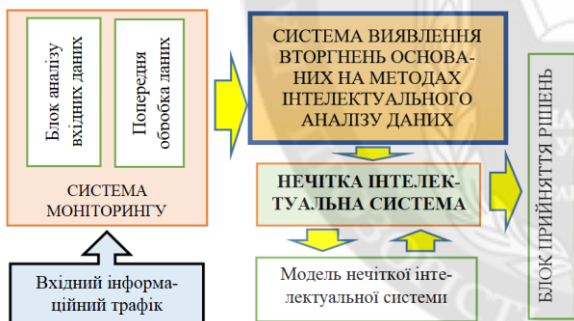 Блок аналізу
вхідних даних
Попередня
обробка даних
СИСТЕМА
МОНІТОРИНГУ
Вхідний інформа-
ційний трафік
СИСТЕМА ВИЯВЛЕННЯ
ВТОРГНЕНЬ ОСНОВА-
НИХ НА МЕТОДАХ
ІНТЕЛЕКТУАЛЬНОГО
АНАЛІЗУ ДАНИХ
НЕЧІТКА ІНТЕЛЕК-
ТУАЛЬНА СИСТЕМА
Модель нечіткої інте-
лектуальної системи
БЛОК ПРИЙНЯТТЯ РІШЕНЬ